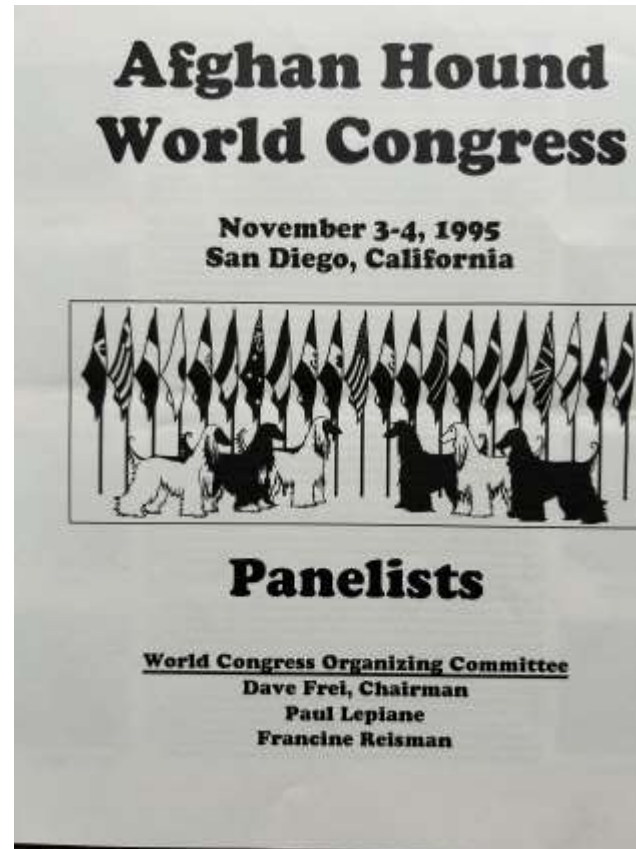 Afghan Hound
World Congress
November 3-4, 1995
San Diego, California
Panelists
World Congress Organizing Committee
Dave Frei, Chairman
Paul Lepiane
Francine Reisman